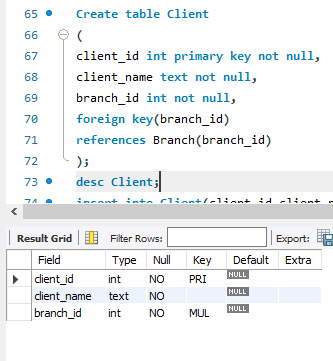 65 Create table Client
66 (
67 client_id int primary key not null,
68 client_name text not null,
69 branch_id int not null,
70 foreign key(branch_id)
71 references Branch(branch_id)
72 );
73 desc Client;
74 insert into Client(client_id,client_n
Result Grid Filter Rows: Export:
Field Type Null Key Default Extra
client_id int NO PRI NULL
client_name text NO NULL
branch_id int NO MUL NULL